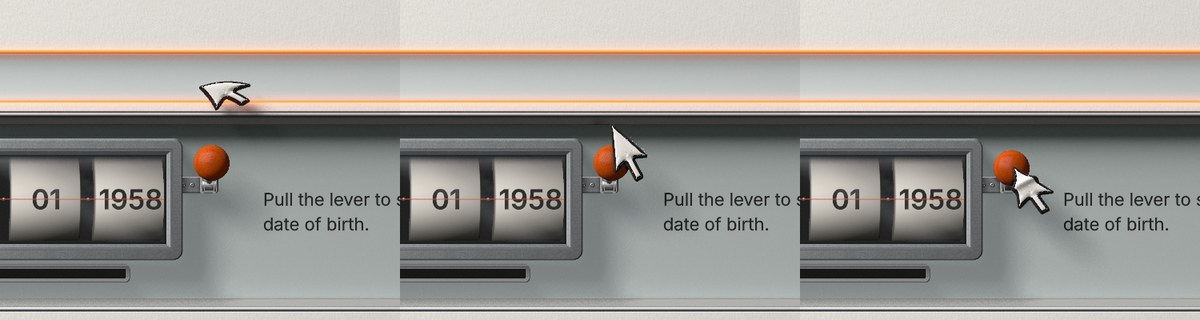 01 1958
Pull the lever to s
date of birth.
01 1958
Pull the lever to s
date of birth.
01 1958
Pull the lever to s
date of birth.